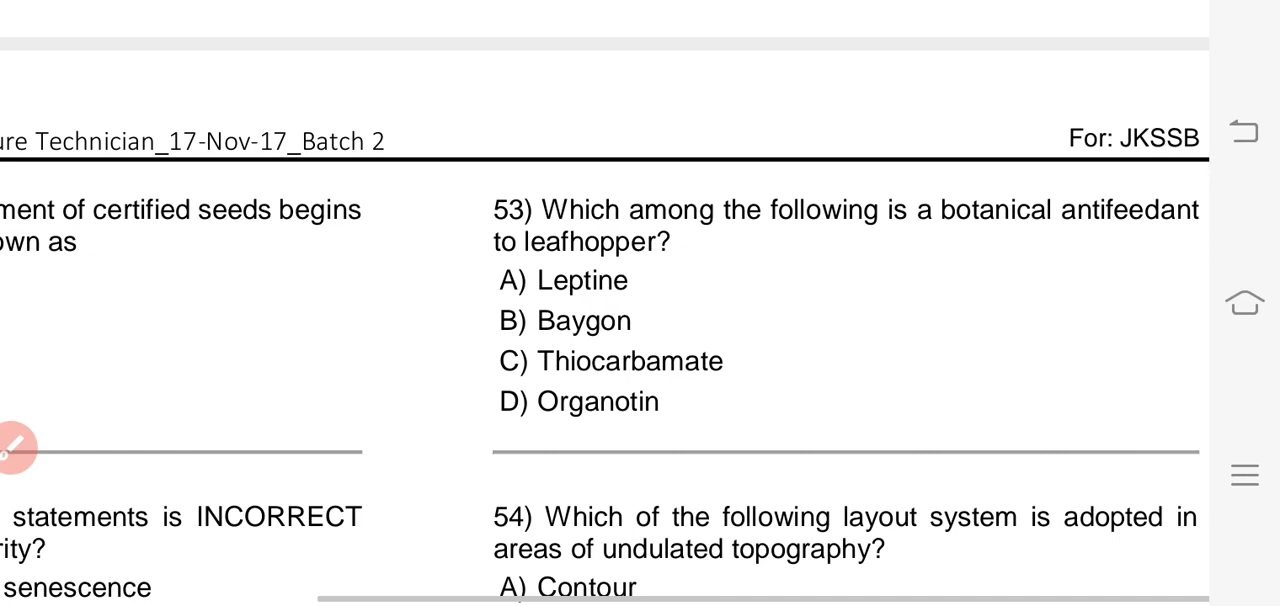 ure Technician_17-Nov-17_Batch 2
For: JKSSB
ment of certified seeds begins
own as
statements is INCORRECT
rity?
senescence
53) Which among the following is a botanical antifeedant
to leafhopper?
A) Leptine
B) Baygon
C) Thiocarbamate
D) Organotin
54) Which of the following layout system is adopted in
areas of undulated topography?
A) Contour